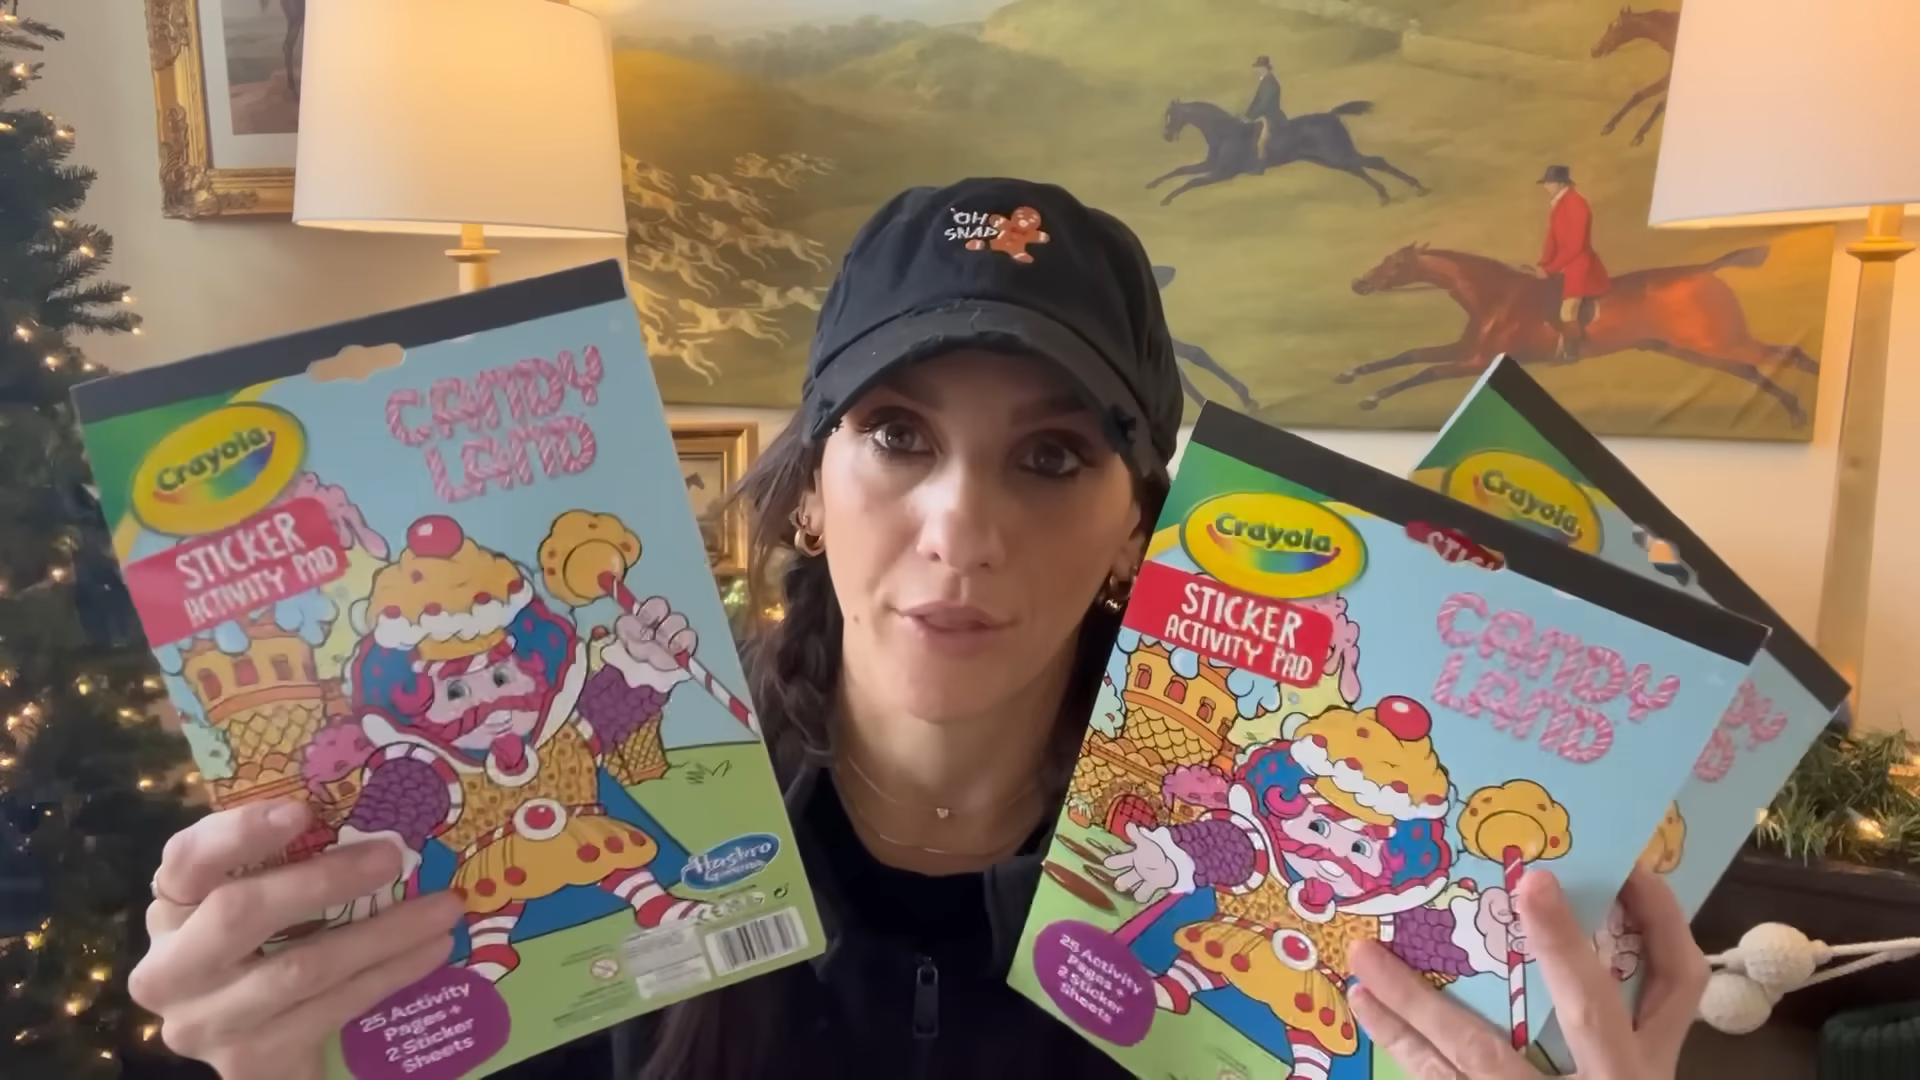 OH
SNAP!
Crayola
STICKER
ACTIVITY PAD
CANDY
LAND
Hasbro
Gaming
25 Activity
Pages +
2 Sticker
Sheets
Crayola
STICKER
ACTIVITY PAD
CANDY
LAND
25 Activity
Pages +
2 Sticker
Sheets
Crayola